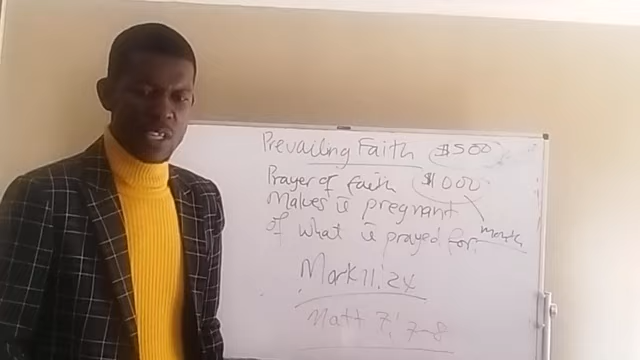 Prevailing Faith $500
Prayer of faith $1000
Makes us pregnant
of what is prayed for
Mark 11:24
Matt 7:7-8